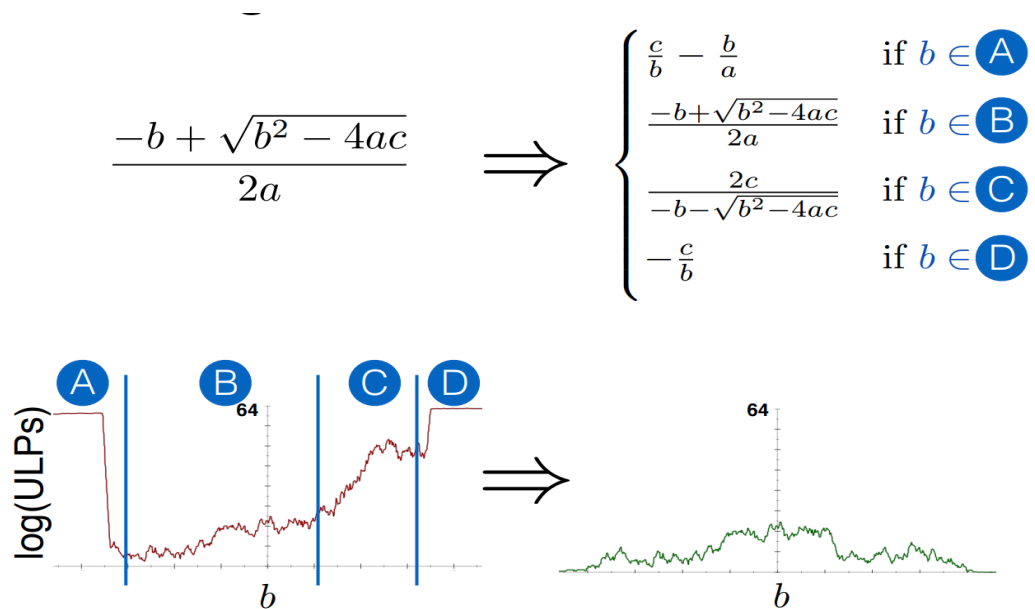 (-b + √(b² - 4ac)) / 2a
⇒
c/b - b/a if b ∈ A
(-b+√(b²-4ac)) / 2a if b ∈ B
2c / (-b-√(b²-4ac)) if b ∈ C
-c/b if b ∈ D
A B C D
64
log(ULPs)
b
⇒
64
b